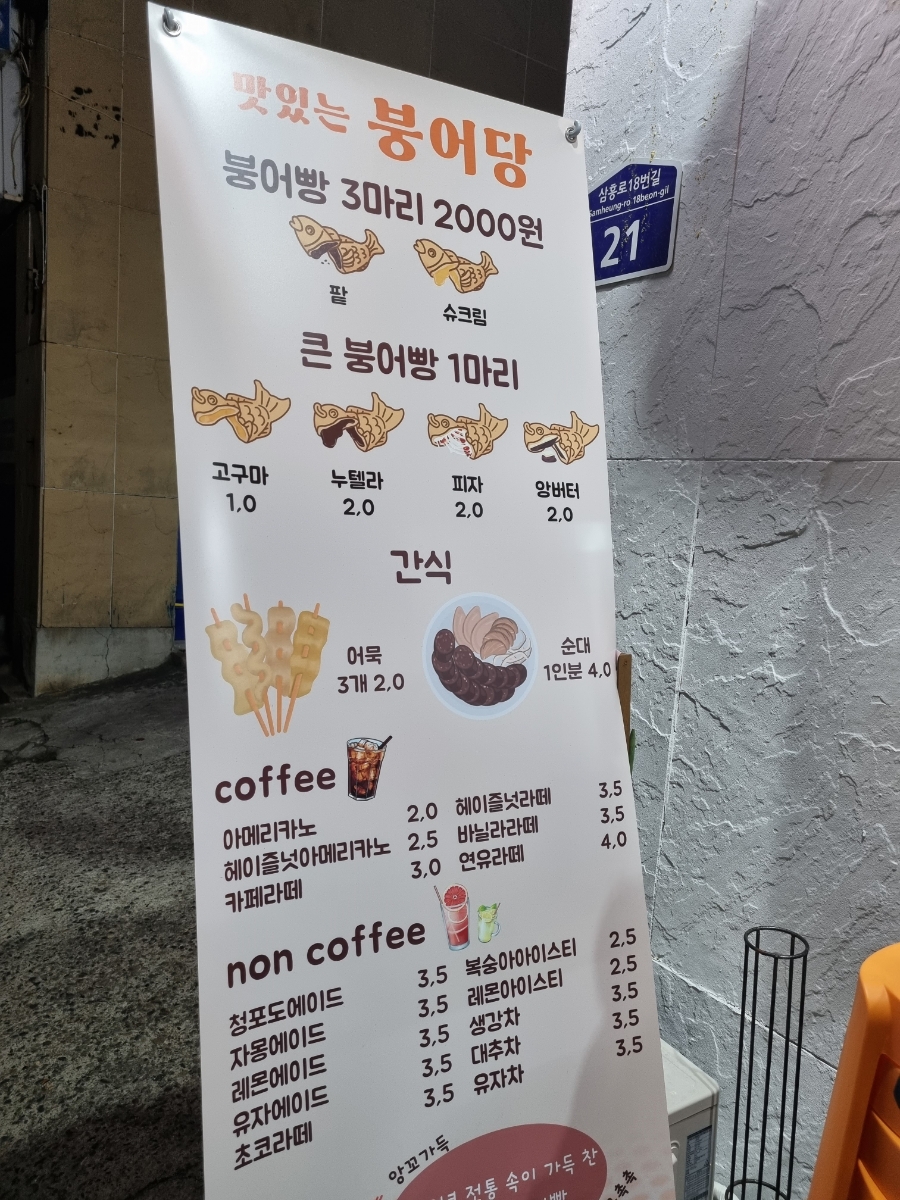 맛있는 붕어당
붕어빵 3마리 2000원
팥 슈크림
큰 붕어빵 1마리
고구마 누텔라 피자 앙버터
1,0 2,0 2,0 2,0
간식
어묵
3개 2,0
순대
1인분 4,0
coffee
아메리카노 2,0 헤이즐넛라떼 3,5
헤이즐넛아메리카노 2,5 바닐라라떼 3,5
카페라떼 3,0 연유라떼 4,0
non coffee
청포도에이드 3,5 복숭아아이스티 2,5
자몽에이드 3,5 레몬아이스티 2,5
레몬에이드 3,5 생강차 3,5
유자에이드 3,5 대추차 3,5
초코라떼 3,5 유자차 3,5
앙꼬가득
전통 속이 가득 찬
삼흥로18번길
Samheung-ro 18beon-gil
21